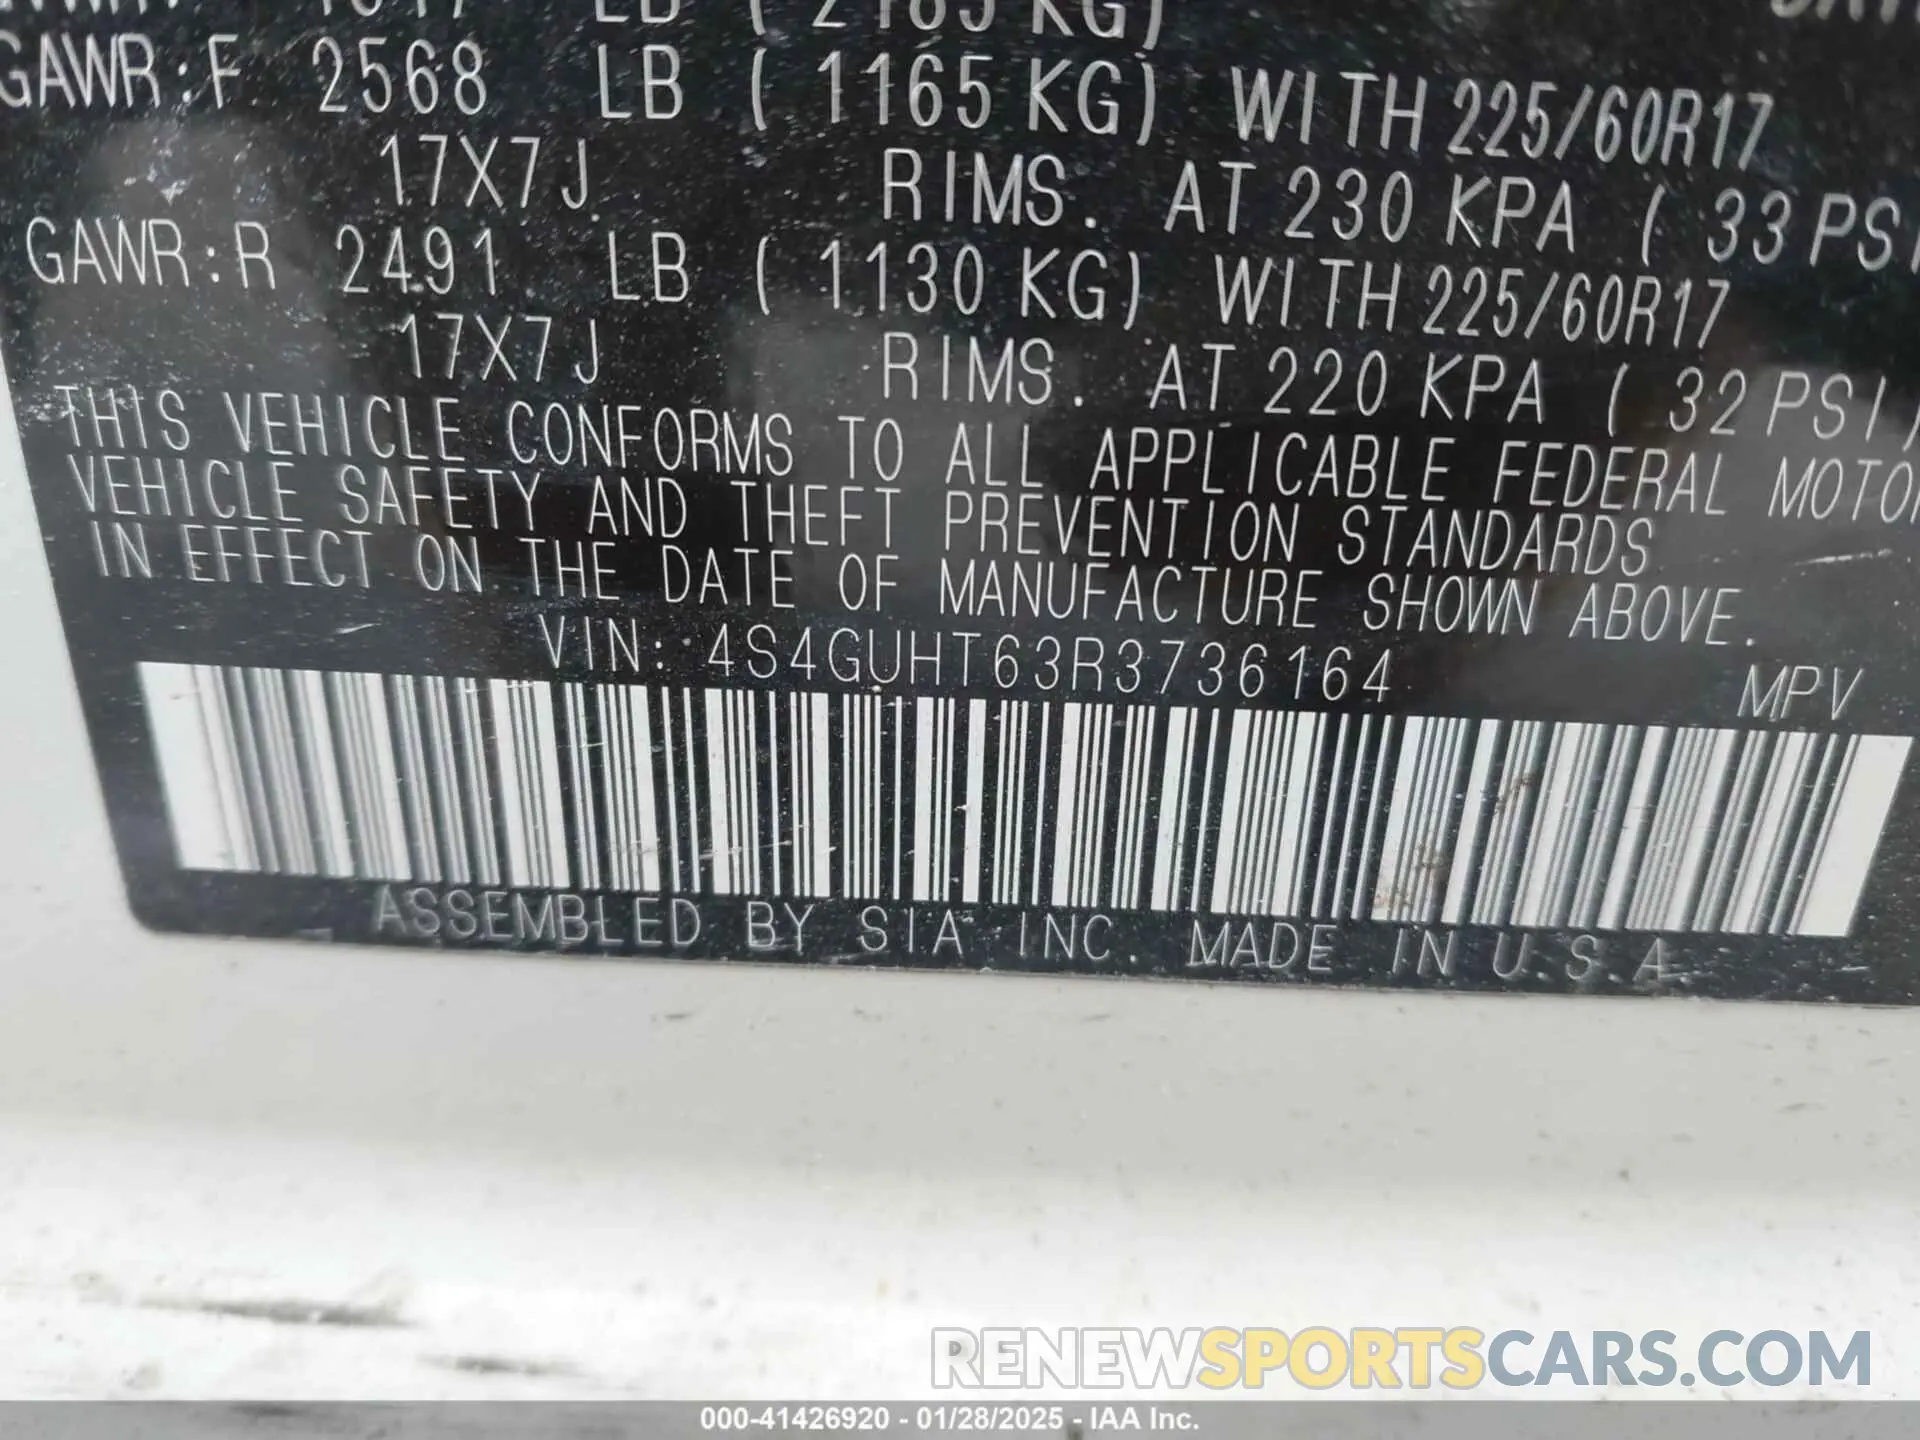 LB ( 2185 KG)
GAWR:F 2568 LB ( 1165 KG) WITH 225/60R17
17X7J RIMS. AT 230 KPA ( 33 PSI
GAWR:R 2491 LB ( 1130 KG) WITH 225/60R17
17X7J RIMS. AT 220 KPA ( 32 PSI)
THIS VEHICLE CONFORMS TO ALL APPLICABLE FEDERAL MOTOR
VEHICLE SAFETY AND THEFT PREVENTION STANDARDS
IN EFFECT ON THE DATE OF MANUFACTURE SHOWN ABOVE.
VIN: 4S4GUHT63R3736164 MPV
ASSEMBLED BY SIA INC. MADE IN U.S.A
RENEWSPORTSCARS.COM
000-41426920 - 01/28/2025 - IAA Inc.